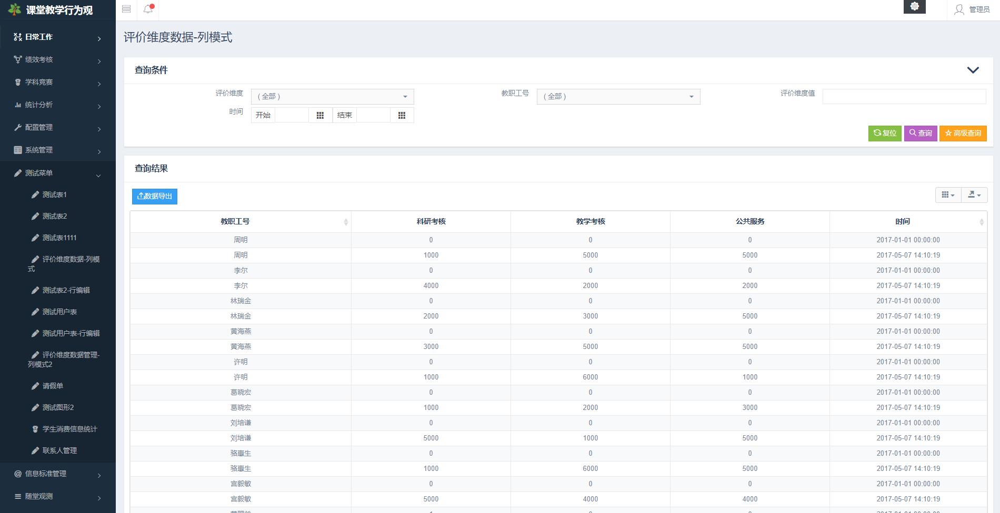 课堂教学行为观
管理员
日常工作
绩效考核
学科竞赛
统计分析
配置管理
系统管理
测试菜单
测试表1
测试表2
测试表1111
评价维度数据-列模
式
测试表2-行编辑
测试用户表
测试用户表-行编辑
评价维度数据管理-
列模式2
请假单
测试图形2
学生消费信息统计
联系人管理
@ 信息标准管理
随堂观测
评价维度数据-列模式
查询条件
评价维度 ( 全部 ) 教职工号 ( 全部 ) 评价维度值
时间 开始 结束
复位 查询 高级查询
查询结果
数据导出
教职工号 科研考核 教学考核 公共服务 时间
周明 0 0 0 2017-01-01 00:00:00
周明 1000 5000 5000 2017-05-07 14:10:19
李尔 0 0 0 2017-01-01 00:00:00
李尔 4000 2000 2000 2017-05-07 14:10:19
林瑞金 0 0 0 2017-01-01 00:00:00
林瑞金 2000 3000 5000 2017-05-07 14:10:19
黄海燕 0 0 0 2017-01-01 00:00:00
黄海燕 3000 5000 5000 2017-05-07 14:10:19
许明 0 0 0 2017-01-01 00:00:00
许明 1000 6000 1000 2017-05-07 14:10:19
葛晓宏 0 0 0 2017-01-01 00:00:00
葛晓宏 1000 2000 3000 2017-05-07 14:10:19
刘培谦 0 0 0 2017-01-01 00:00:00
刘培谦 5000 1000 5000 2017-05-07 14:10:19
骆惠生 0 0 0 2017-01-01 00:00:00
骆惠生 1000 6000 5000 2017-05-07 14:10:19
宫毅敏 0 0 0 2017-01-01 00:00:00
宫毅敏 5000 4000 4000 2017-05-07 14:10:19